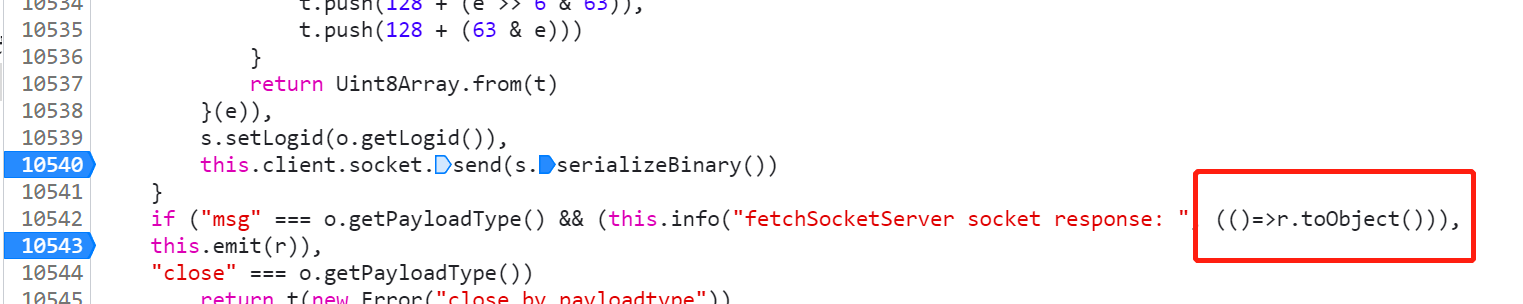 10534 t.push(128 + (e >> 6 & 63)),
10535 t.push(128 + (63 & e)))
10536 }
10537 return Uint8Array.from(t)
10538 }(e)),
10539 s.setLogid(o.getLogid()),
10540 this.client.socket.send(s.serializeBinary())
10541 }
10542 if ("msg" === o.getPayloadType() && (this.info("fetchSocketServer socket response: ", (()=>r.toObject())),
10543 this.emit(r)),
10544 "close" === o.getPayloadType())
10545 return t(new Error("close by payloadtype"))